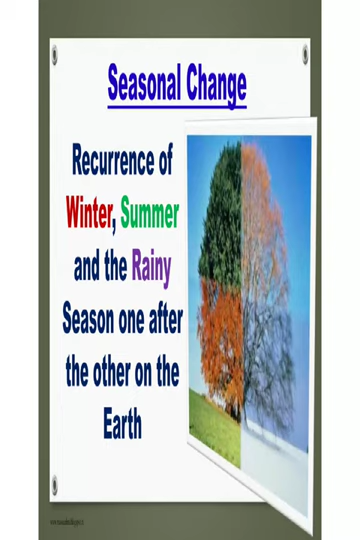 Seasonal Change
Recurrence of
Winter, Summer
and the Rainy
Season one after
the other on the
Earth